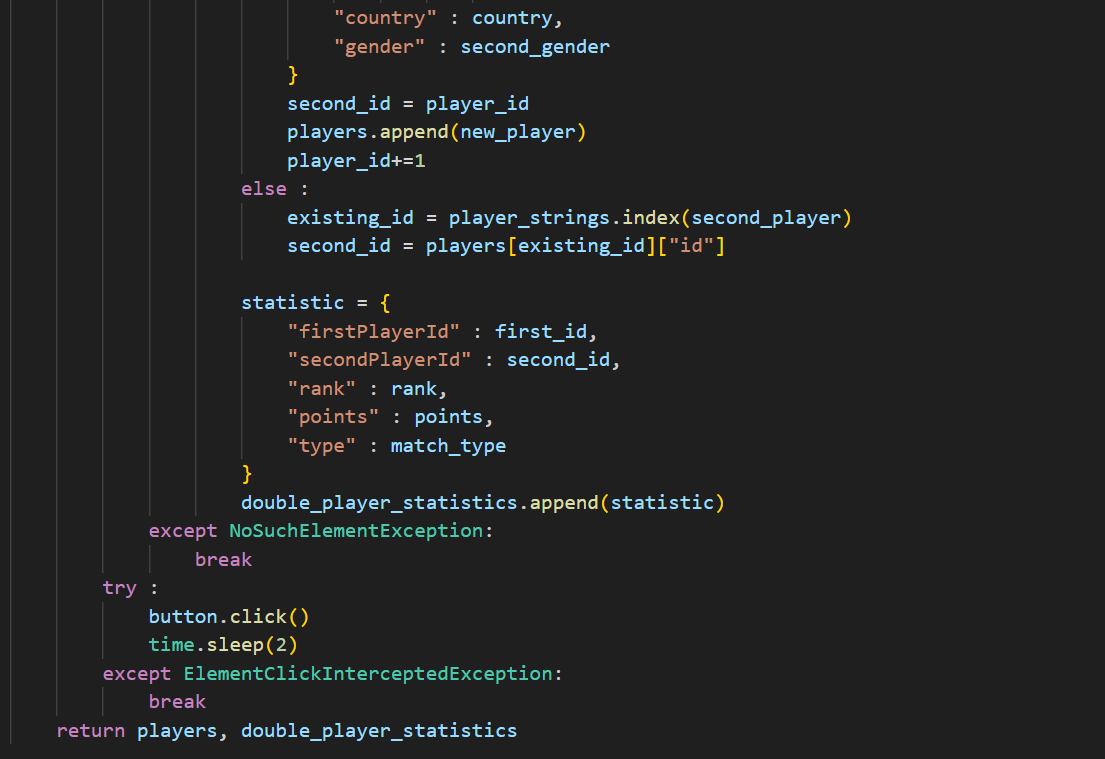 "country" : country,
"gender" : second_gender
}
second_id = player_id
players.append(new_player)
player_id+=1
else :
existing_id = player_strings.index(second_player)
second_id = players[existing_id]["id"]
statistic = {
"firstPlayerId" : first_id,
"secondPlayerId" : second_id,
"rank" : rank,
"points" : points,
"type" : match_type
}
double_player_statistics.append(statistic)
except NoSuchElementException:
break
try :
button.click()
time.sleep(2)
except ElementClickInterceptedException:
break
return players, double_player_statistics